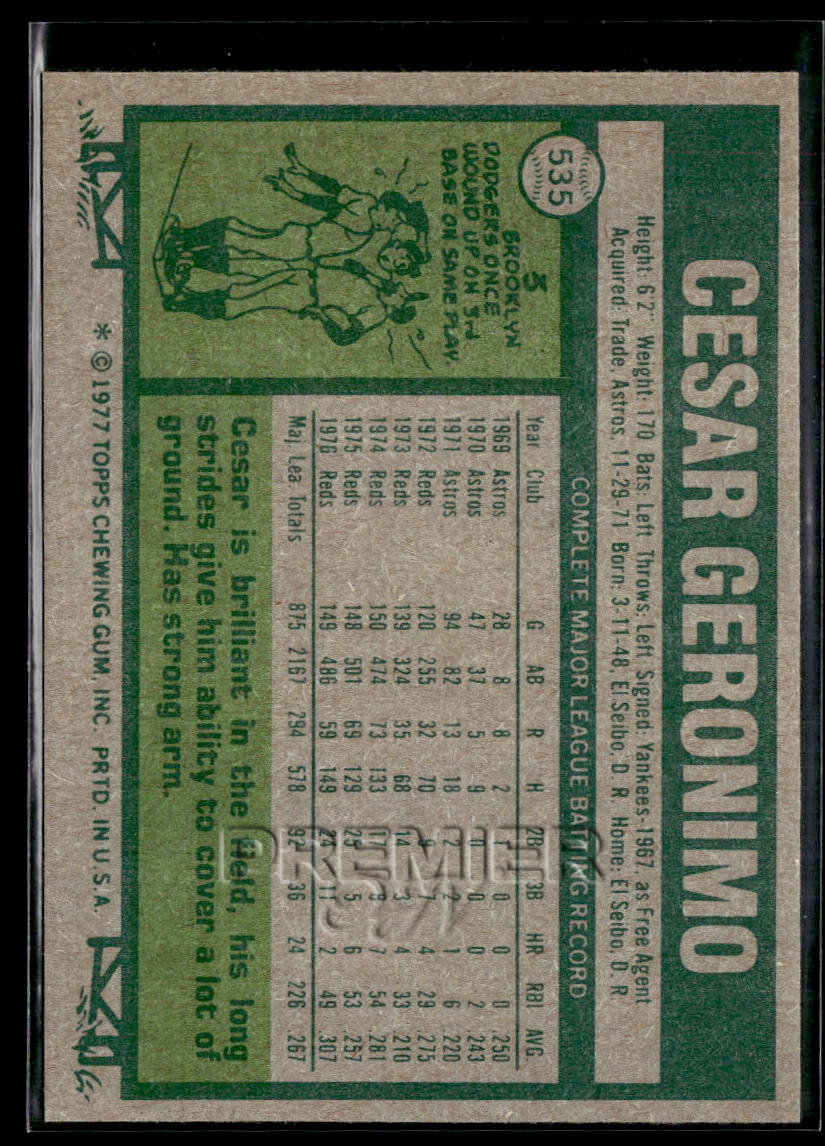 535
CESAR GERONIMO
Height: 6'2" Weight: 170 Bats: Left Throws: Left Signed: Yankees-1967, as Free Agent
Acquired: Trade, Astros, 11-29-71 Born: 3-11-48, El Seibo, D. R. Home: El Seibo, D. R.
3
BROOKLYN
DODGERS ONCE
WOUND UP ON 3rd
BASE ON SAME PLAY.
COMPLETE MAJOR LEAGUE BATTING RECORD
Year Club G AB R H 2B 3B HR RBI AVG
1969 Astros 28 8 8 2 1 0 0 0 .250
1970 Astros 47 37 5 9 0 0 0 2 .243
1971 Astros 94 82 13 18 2 2 1 6 .220
1972 Reds 120 255 32 70 9 7 4 29 .275
1973 Reds 139 324 35 68 14 3 4 33 .210
1974 Reds 150 474 73 133 17 8 7 54 .281
1975 Reds 148 501 69 129 25 5 6 53 .257
1976 Reds 149 486 59 149 24 11 2 49 .307
Maj. Lea. Totals 875 2167 294 578 92 36 24 226 .267
Cesar is brilliant in the field, his long
strides give him ability to cover a lot of
ground. Has strong arm.
* © 1977 TOPPS CHEWING GUM, INC. PRTD. IN U.S.A.
PREMIER